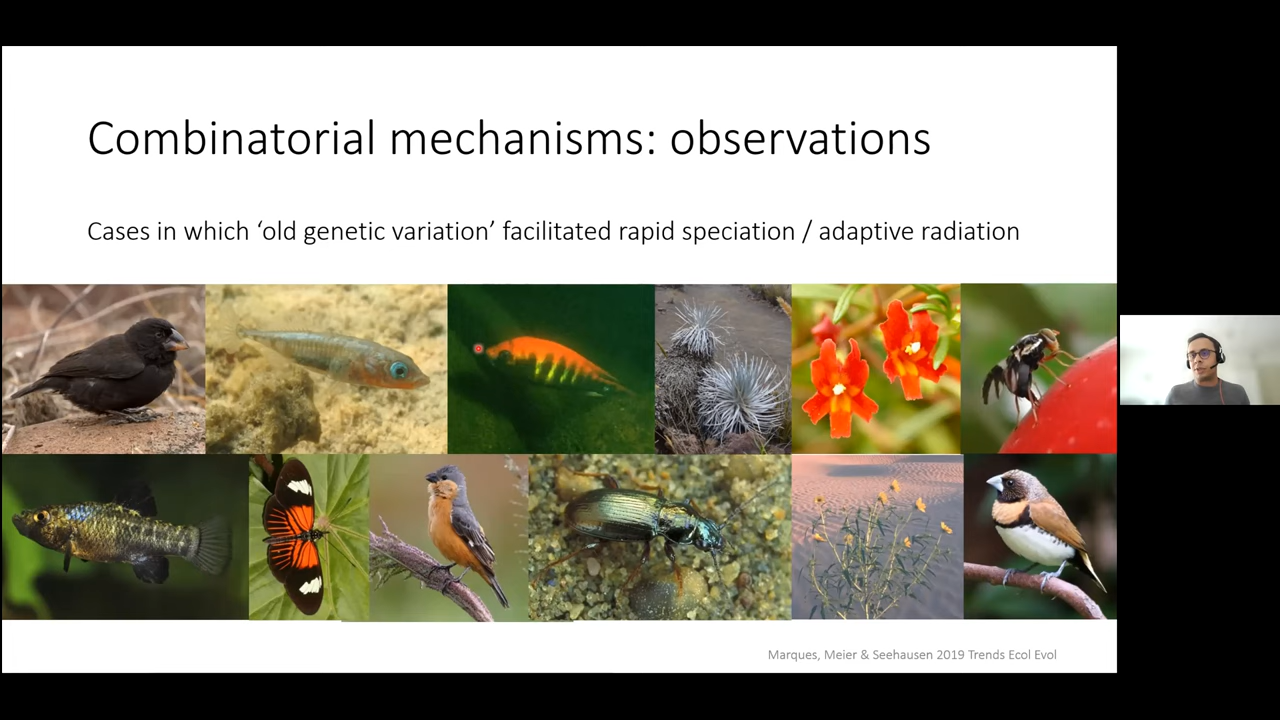 Combinatorial mechanisms: observations
Cases in which ‘old genetic variation’ facilitated rapid speciation / adaptive radiation
Marques, Meier & Seehausen 2019 Trends Ecol Evol